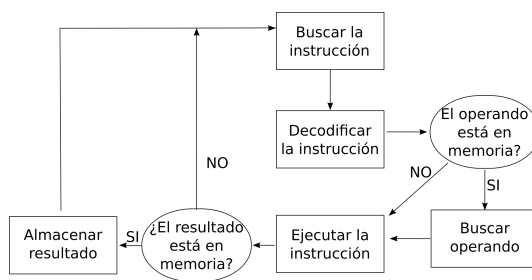 Buscar la
instrucción
Decodificar
la instrucción
El operando
está en
memoria?
NO
SI
Buscar
operando
Ejecutar la
instrucción
¿El resultado
está en
memoria?
NO
SI
Almacenar
resultado